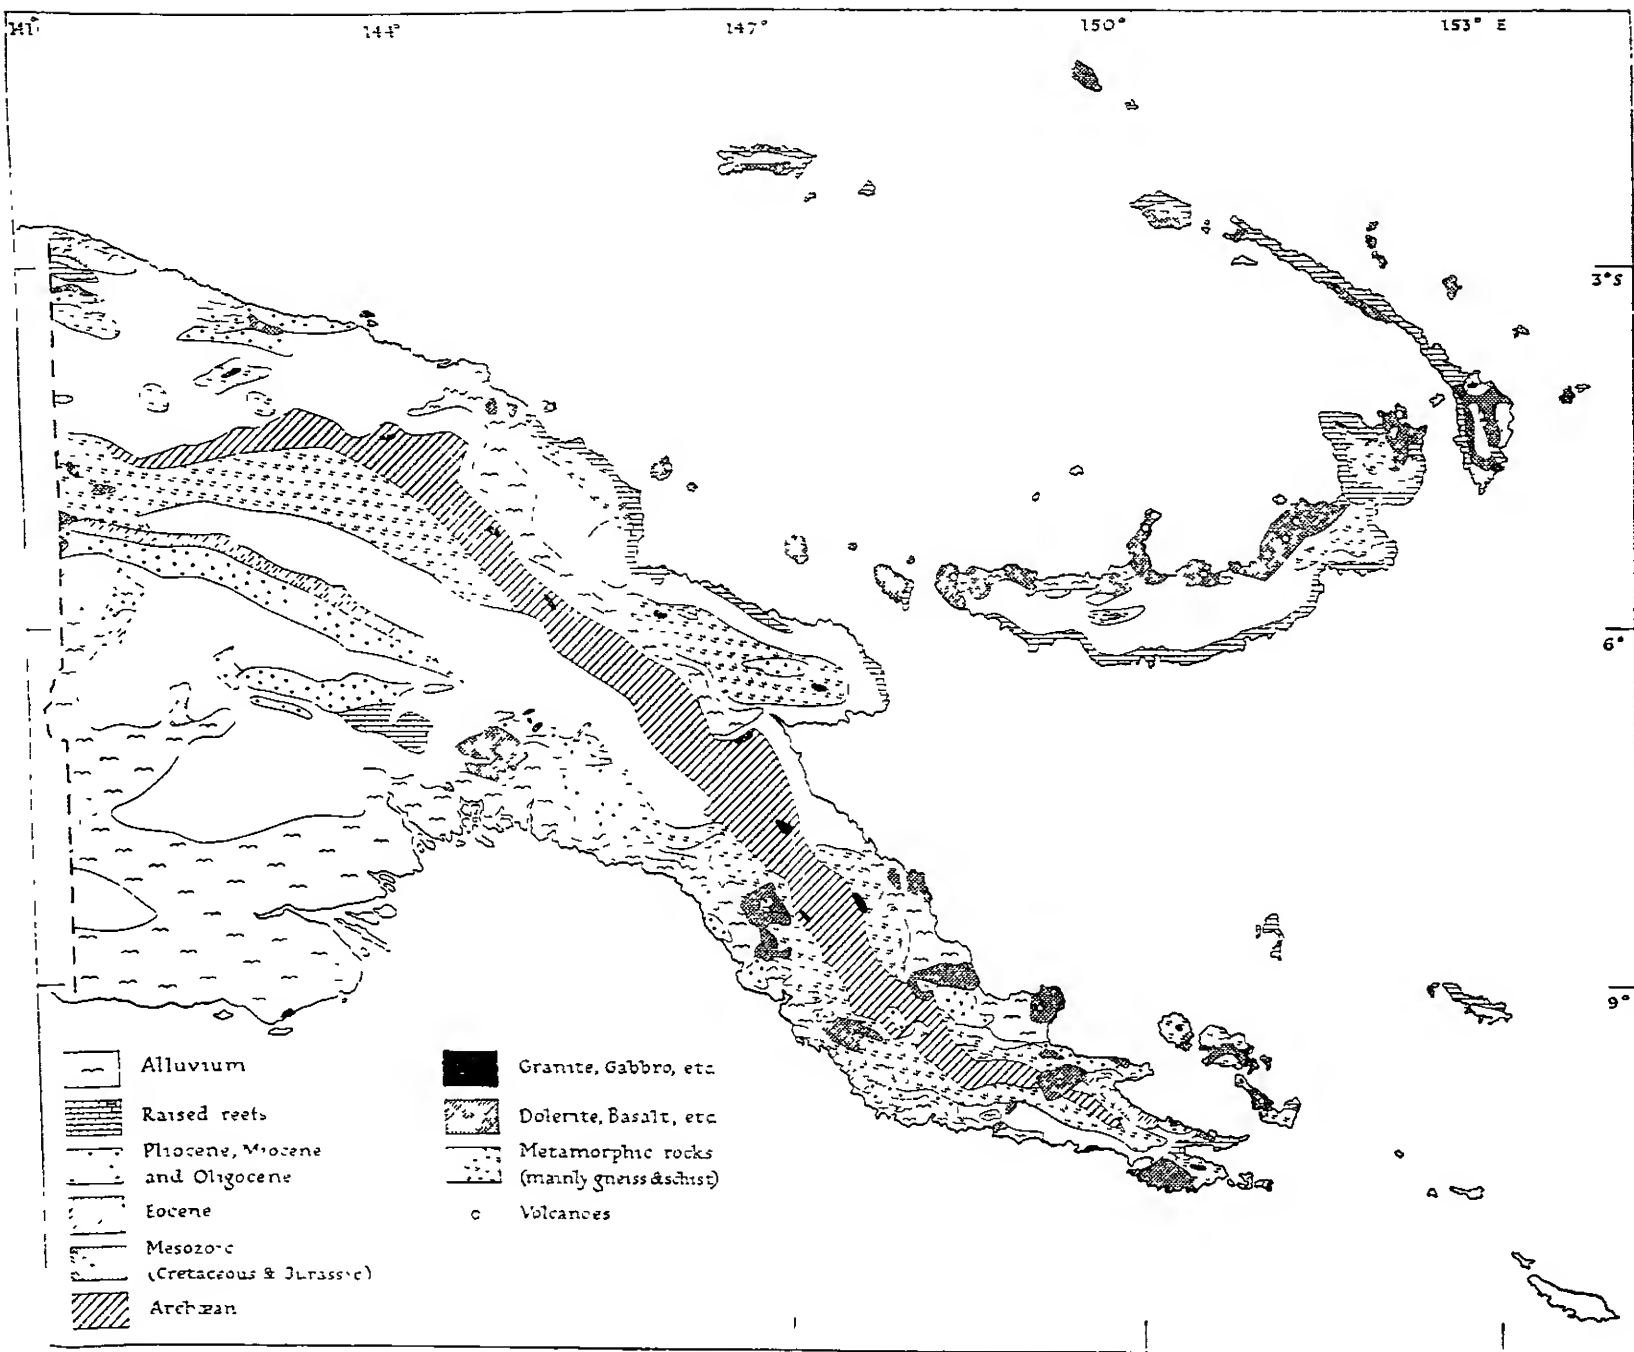 141°
144°
147°
150°
153° E
3°S
6°
9°
Alluvium
Raised reefs
Pliocene, Miocene
and Oligocene
Eocene
Mesozoic
(Cretaceous & Jurassic)
Archæan
Granite, Gabbro, etc
Dolerite, Basalt, etc
Metamorphic rocks
(mainly gneiss & schist)
Volcanoes